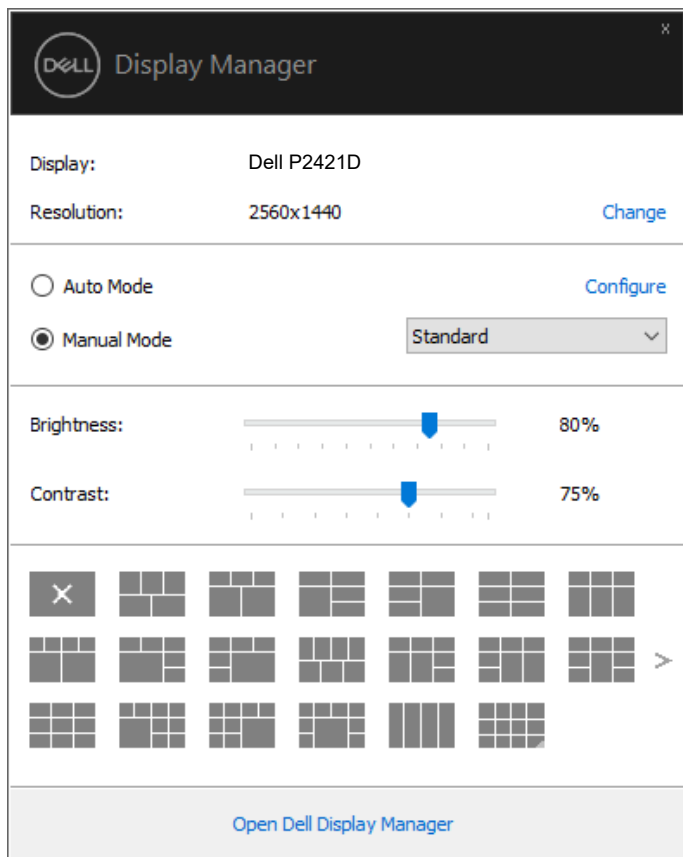 x
DELL Display Manager
Display: Dell P2421D
Resolution: 2560x1440 Change
Auto Mode Configure
Manual Mode Standard
Brightness: 80%
Contrast: 75%
Open Dell Display Manager